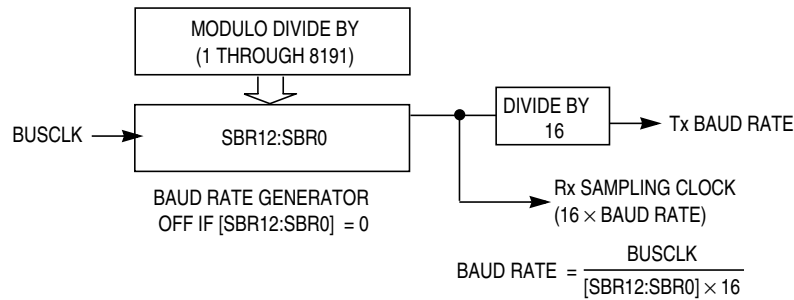 MODULO DIVIDE BY
(1 THROUGH 8191)
BUSCLK
SBR12:SBR0
DIVIDE BY
16
Tx BAUD RATE
BAUD RATE GENERATOR
OFF IF [SBR12:SBR0] = 0
Rx SAMPLING CLOCK
(16 × BAUD RATE)
BAUD RATE =
BUSCLK
[SBR12:SBR0] × 16